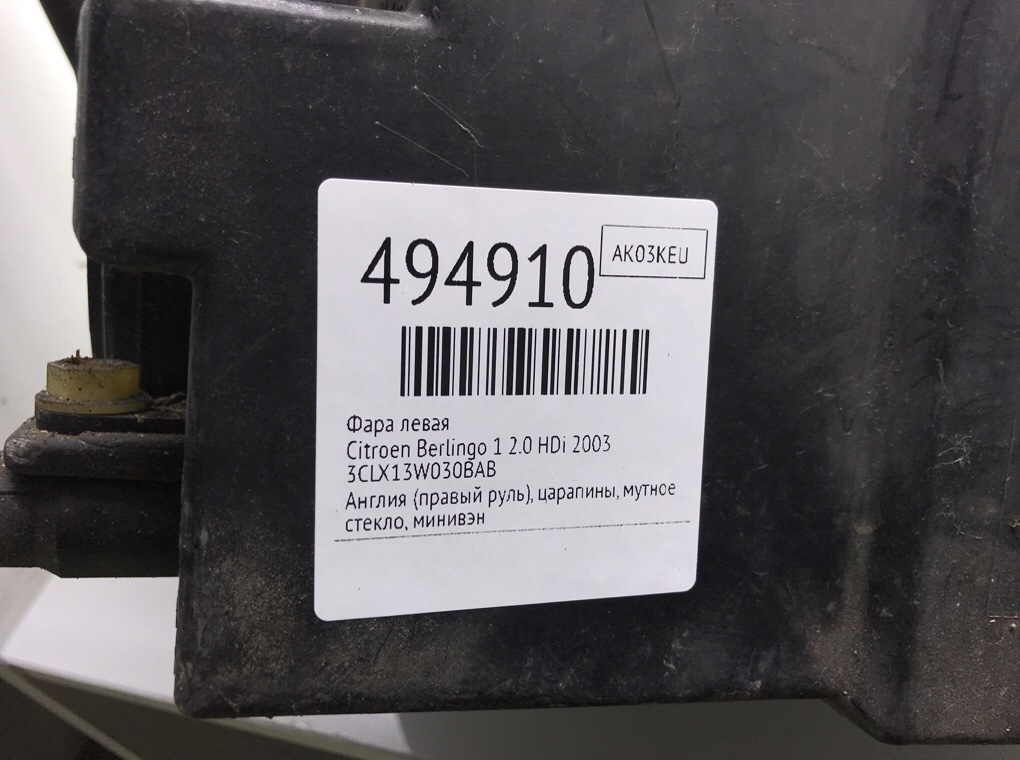 494910
AK03KEU
Фара левая
Citroen Berlingo 1 2.0 HDi 2003
3CLX13W030BAB
Англия (правый руль), царапины, мутное
стекло, минивэн